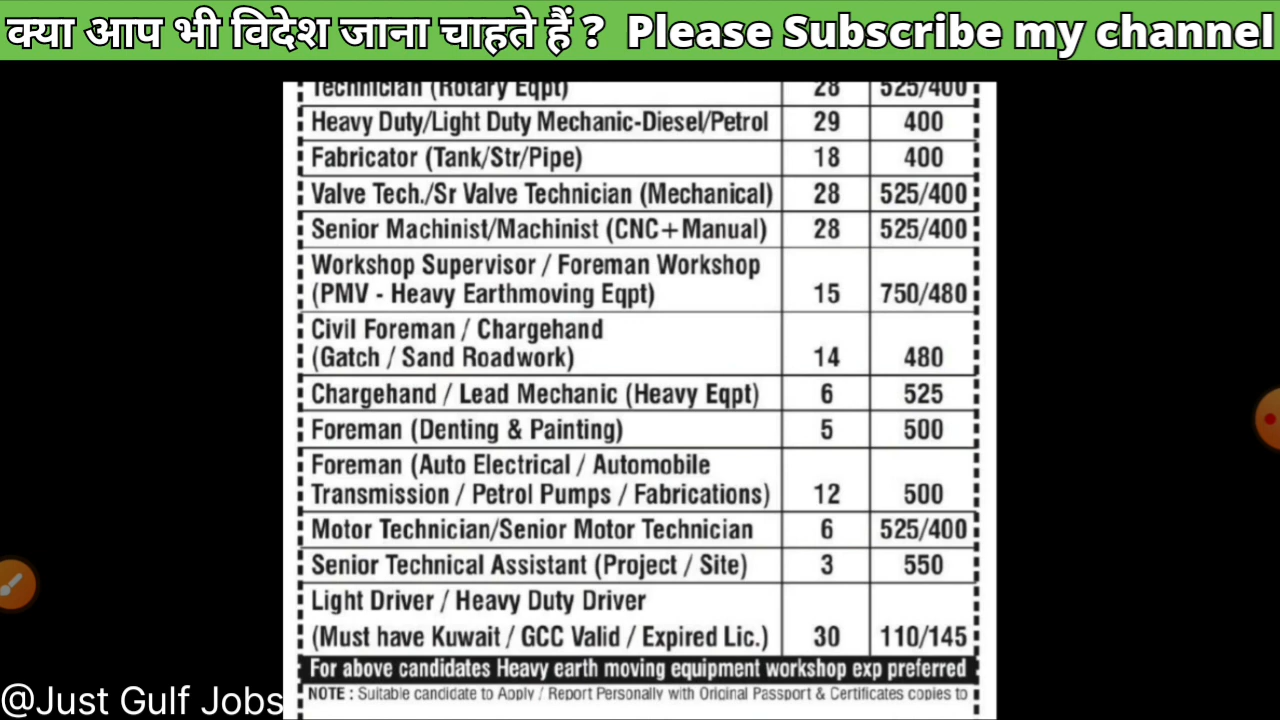 क्या आप भी विदेश जाना चाहते हैं ? Please Subscribe my channel
Technician (Rotary Eqpt) 28 525/400
Heavy Duty/Light Duty Mechanic-Diesel/Petrol 29 400
Fabricator (Tank/Str/Pipe) 18 400
Valve Tech./Sr Valve Technician (Mechanical) 28 525/400
Senior Machinist/Machinist (CNC+Manual) 28 525/400
Workshop Supervisor / Foreman Workshop
(PMV - Heavy Earthmoving Eqpt) 15 750/480
Civil Foreman / Chargehand
(Gatch / Sand Roadwork) 14 480
Chargehand / Lead Mechanic (Heavy Eqpt) 6 525
Foreman (Denting & Painting) 5 500
Foreman (Auto Electrical / Automobile
Transmission / Petrol Pumps / Fabrications) 12 500
Motor Technician/Senior Motor Technician 6 525/400
Senior Technical Assistant (Project / Site) 3 550
Light Driver / Heavy Duty Driver
(Must have Kuwait / GCC Valid / Expired Lic.) 30 110/145
For above candidates Heavy earth moving equipment workshop exp preferred
NOTE : Suitable candidate to Apply / Report Personally with Original Passport & Certificates copies to
@Just Gulf Jobs